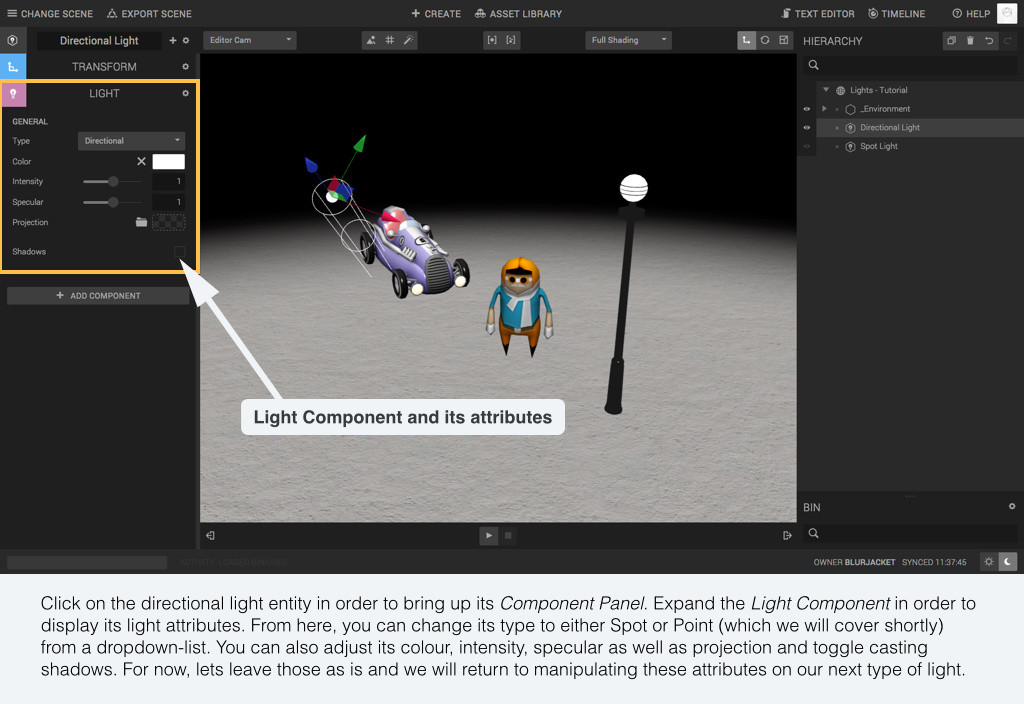 CHANGE SCENE EXPORT SCENE CREATE ASSET LIBRARY TEXT EDITOR TIMELINE HELP
Directional Light Editor Cam Full Shading HIERARCHY
TRANSFORM
LIGHT
GENERAL
Type Directional
Color
Intensity 1
Specular 1
Projection
Shadows
ADD COMPONENT
Lights - Tutorial
_Environment
Directional Light
Spot Light
Light Component and its attributes
BIN
ACTIVITY: LOADED BINARIES
OWNER BLURJACKET SYNCED 11:37:45
Click on the directional light entity in order to bring up its Component Panel. Expand the Light Component in order to
display its light attributes. From here, you can change its type to either Spot or Point (which we will cover shortly)
from a dropdown-list. You can also adjust its colour, intensity, specular as well as projection and toggle casting
shadows. For now, lets leave those as is and we will return to manipulating these attributes on our next type of light.